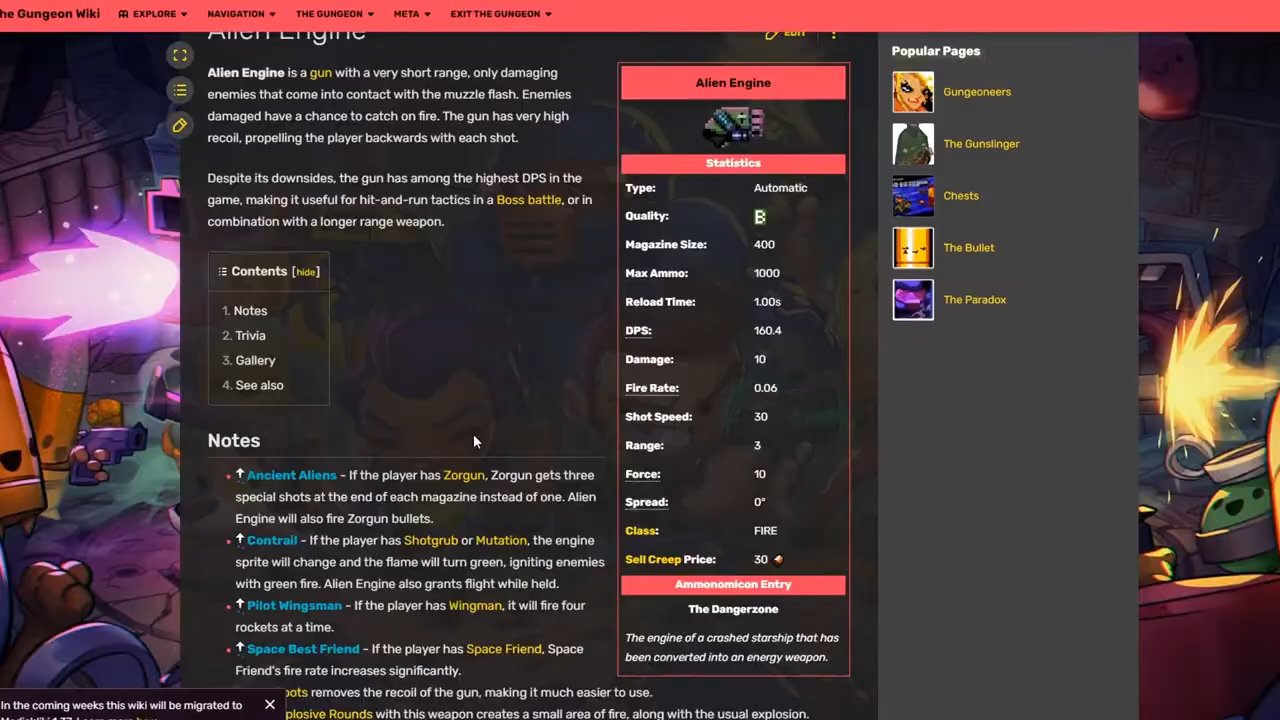 he Gungeon Wiki
EXPLORE
NAVIGATION
THE GUNGEON
META
EXIT THE GUNGEON
Alien Engine
EDIT
Alien Engine is a gun with a very short range, only damaging
enemies that come into contact with the muzzle flash. Enemies
damaged have a chance to catch on fire. The gun has very high
recoil, propelling the player backwards with each shot.
Despite its downsides, the gun has among the highest DPS in the
game, making it useful for hit-and-run tactics in a Boss battle, or in
combination with a longer range weapon.
Contents [hide]
1. Notes
2. Trivia
3. Gallery
4. See also
Notes
Ancient Aliens - If the player has Zorgun, Zorgun gets three
special shots at the end of each magazine instead of one. Alien
Engine will also fire Zorgun bullets.
Contrail - If the player has Shotgrub or Mutation, the engine
sprite will change and the flame will turn green, igniting enemies
with green fire. Alien Engine also grants flight while held.
Pilot Wingsman - If the player has Wingman, it will fire four
rockets at a time.
Space Best Friend - If the player has Space Friend, Space
Friend's fire rate increases significantly.
oots removes the recoil of the gun, making it much easier to use.
plosive Rounds with this weapon creates a small area of fire, along with the usual explosion.
Alien Engine
Statistics
Type: Automatic
Quality: B
Magazine Size: 400
Max Ammo: 1000
Reload Time: 1.00s
DPS: 160.4
Damage: 10
Fire Rate: 0.06
Shot Speed: 30
Range: 3
Force: 10
Spread: 0°
Class: FIRE
Sell Creep Price: 30
Ammonomicon Entry
The Dangerzone
The engine of a crashed starship that has
been converted into an energy weapon.
Popular Pages
Gungeoneers
The Gunslinger
Chests
The Bullet
The Paradox
In the coming weeks this wiki will be migrated to